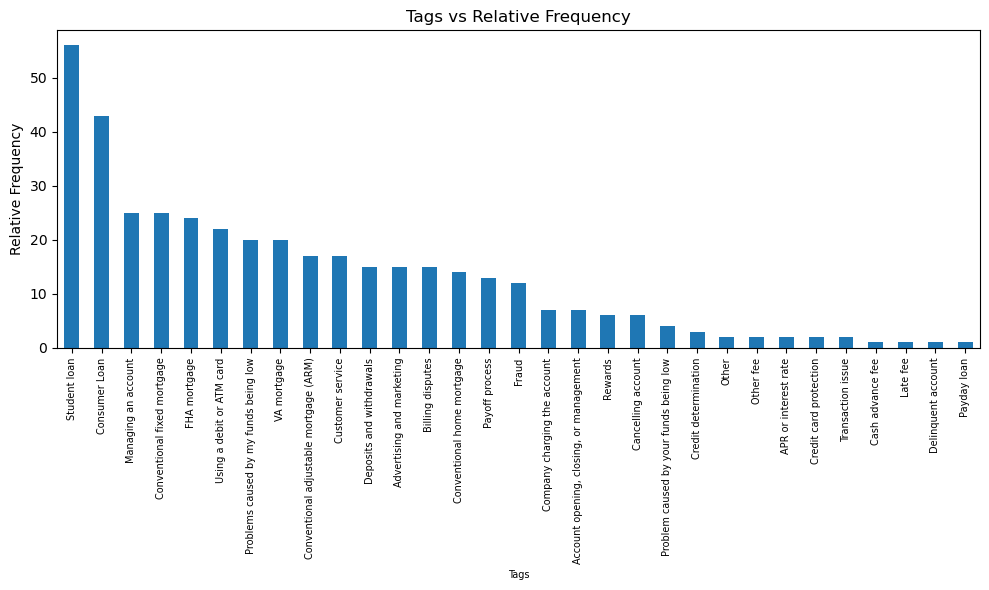 Tags vs Relative Frequency
Relative Frequency
50
40
30
20
10
0
Student loan
Consumer Loan
Managing an account
Conventional fixed mortgage
FHA mortgage
Using a debit or ATM card
Problems caused by my funds being low
VA mortgage
Conventional adjustable mortgage (ARM)
Customer service
Deposits and withdrawals
Advertising and marketing
Billing disputes
Conventional home mortgage
Payoff process
Fraud
Company charging the account
Account opening, closing, or management
Rewards
Cancelling account
Problem caused by your funds being low
Credit determination
Other
Other fee
APR or interest rate
Credit card protection
Transaction issue
Cash advance fee
Late fee
Delinquent account
Payday loan
Tags